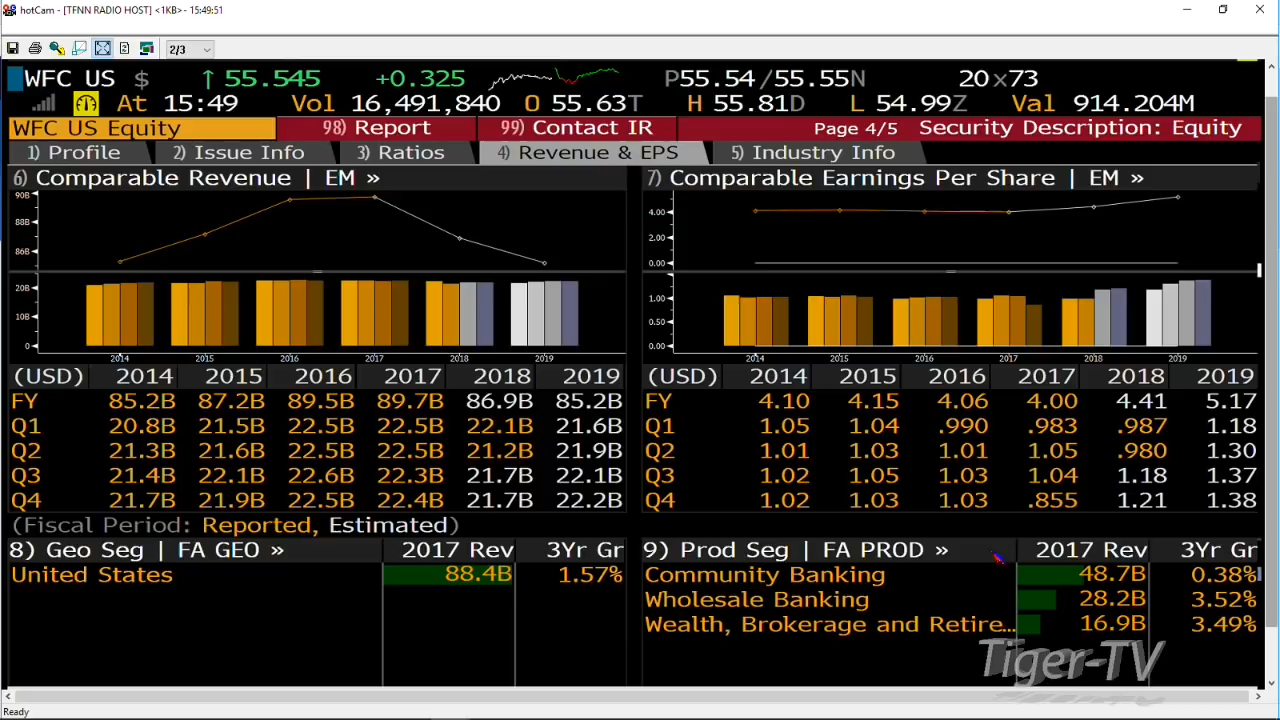 hotCam - [TFNN RADIO HOST] <1KB> - 15:49:51
2/3
WFC US $ ↑ 55.545 +0.325 P55.54/55.55N 20x73
At 15:49 Vol 16,491,840 O 55.63T H 55.81D L 54.99Z Val 914.204M
WFC US Equity 98) Report 99) Contact IR Page 4/5 Security Description: Equity
1) Profile 2) Issue Info 3) Ratios 4) Revenue & EPS 5) Industry Info
6) Comparable Revenue | EM » 7) Comparable Earnings Per Share | EM »
90B
88B
86B
4.00
2.00
0.00
20B
10B
0
1.00
0.50
0.00
2014 2015 2016 2017 2018 2019 2014 2015 2016 2017 2018 2019
(USD) 2014 2015 2016 2017 2018 2019 (USD) 2014 2015 2016 2017 2018 2019
FY 85.2B 87.2B 89.5B 89.7B 86.9B 85.2B FY 4.10 4.15 4.06 4.00 4.41 5.17
Q1 20.8B 21.5B 22.5B 22.5B 22.1B 21.6B Q1 1.05 1.04 .990 .983 .987 1.18
Q2 21.3B 21.6B 22.5B 22.5B 21.2B 21.9B Q2 1.01 1.03 1.01 1.05 .980 1.30
Q3 21.4B 22.1B 22.6B 22.3B 21.7B 22.1B Q3 1.02 1.05 1.03 1.04 1.18 1.37
Q4 21.7B 21.9B 22.5B 22.4B 21.7B 22.2B Q4 1.02 1.03 1.03 .855 1.21 1.38
(Fiscal Period: Reported, Estimated)
8) Geo Seg | FA GEO » 2017 Rev 3Yr Gr 9) Prod Seg | FA PROD » 2017 Rev 3Yr Gr
United States 88.4B 1.57% Community Banking 48.7B 0.38%
Wholesale Banking 28.2B 3.52%
Wealth, Brokerage and Retire… 16.9B 3.49%
Tiger-TV
Ready